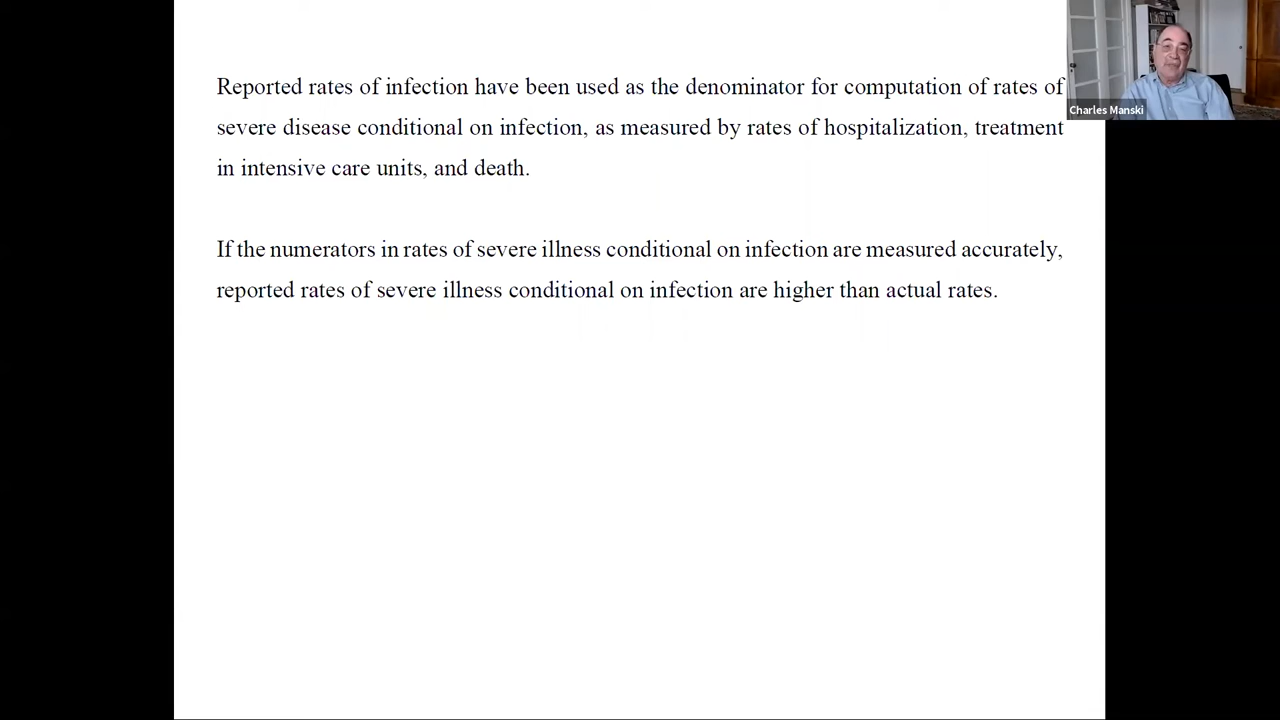 Reported rates of infection have been used as the denominator for computation of rates of
severe disease conditional on infection, as measured by rates of hospitalization, treatment
in intensive care units, and death.
If the numerators in rates of severe illness conditional on infection are measured accurately,
reported rates of severe illness conditional on infection are higher than actual rates.
Charles Manski